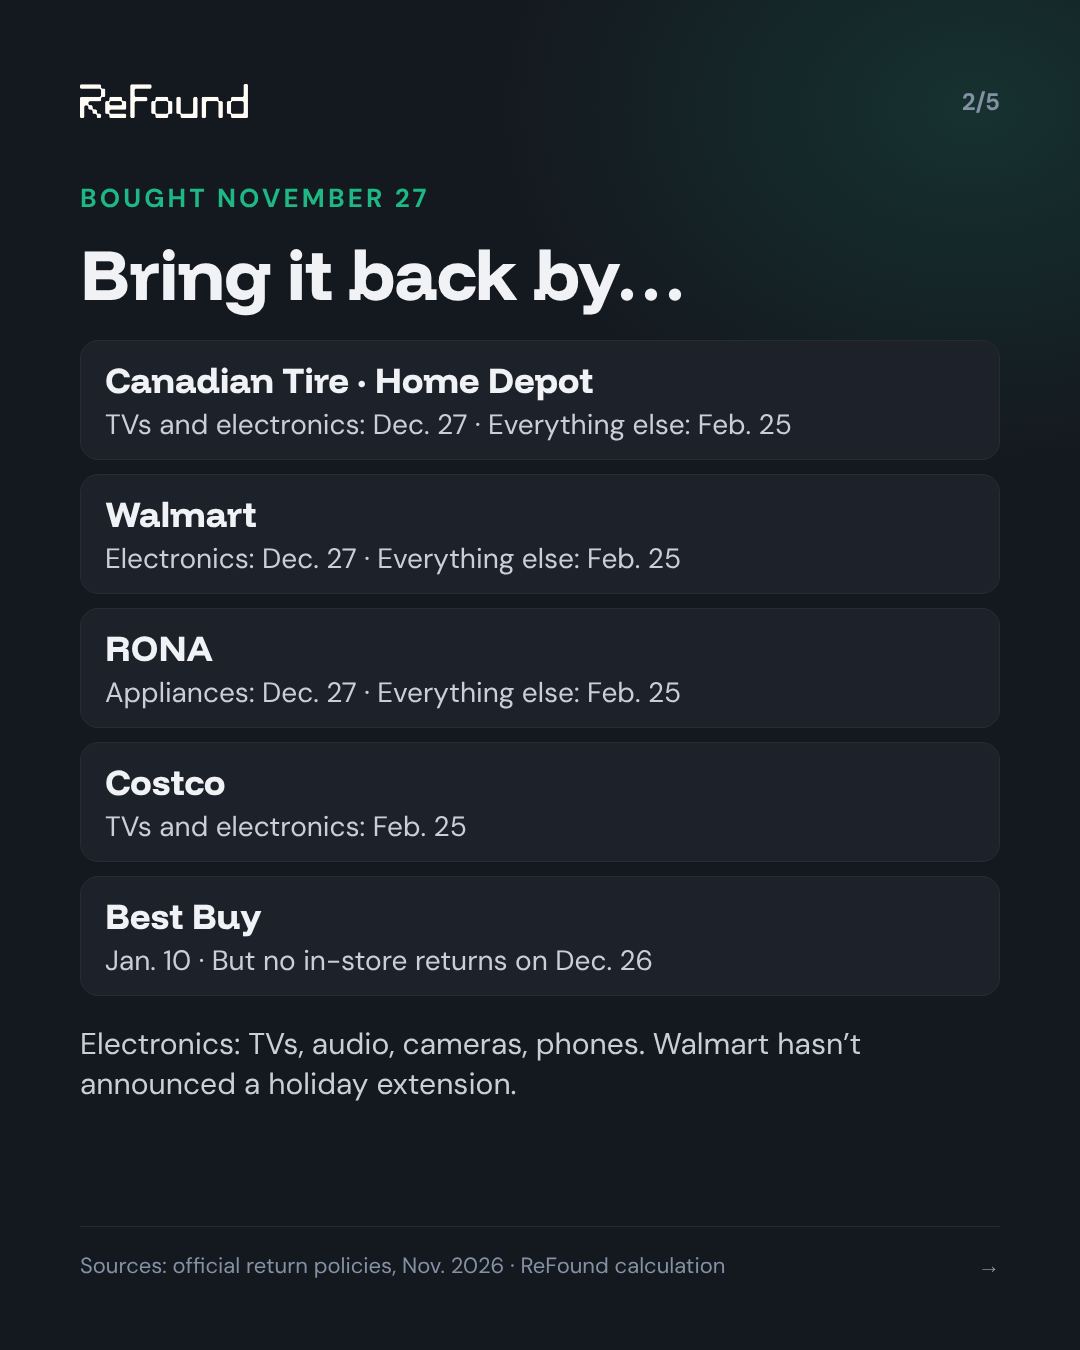 ReFound
2/5
BOUGHT NOVEMBER 27
Bring it back by…
Canadian Tire · Home Depot
TVs and electronics: Dec. 27 · Everything else: Feb. 25
Walmart
Electronics: Dec. 27 · Everything else: Feb. 25
RONA
Appliances: Dec. 27 · Everything else: Feb. 25
Costco
TVs and electronics: Feb. 25
Best Buy
Jan. 10 · But no in-store returns on Dec. 26
Electronics: TVs, audio, cameras, phones. Walmart hasn’t
announced a holiday extension.
Sources: official return policies, Nov. 2026 · ReFound calculation →